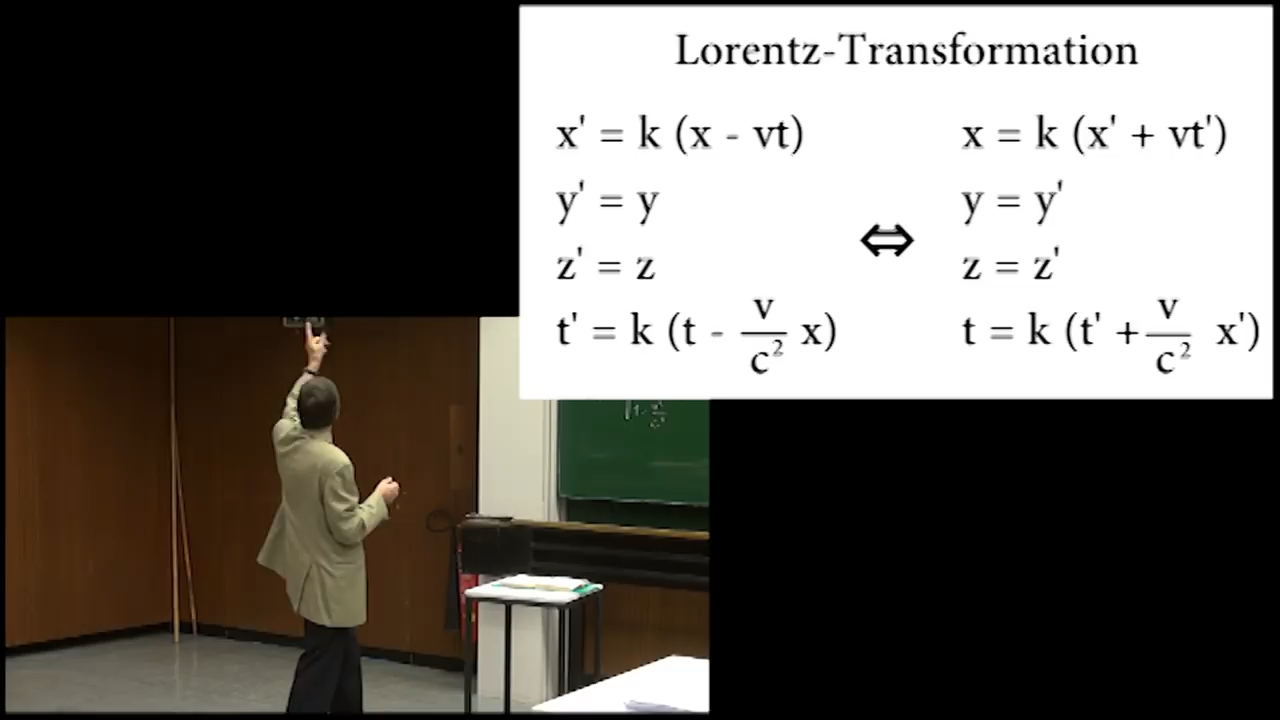 Lorentz-Transformation
x' = k (x - vt)
y' = y
z' = z
t' = k (t - v/c² x)
⇔
x = k (x' + vt')
y = y'
z = z'
t = k (t' + v/c² x')